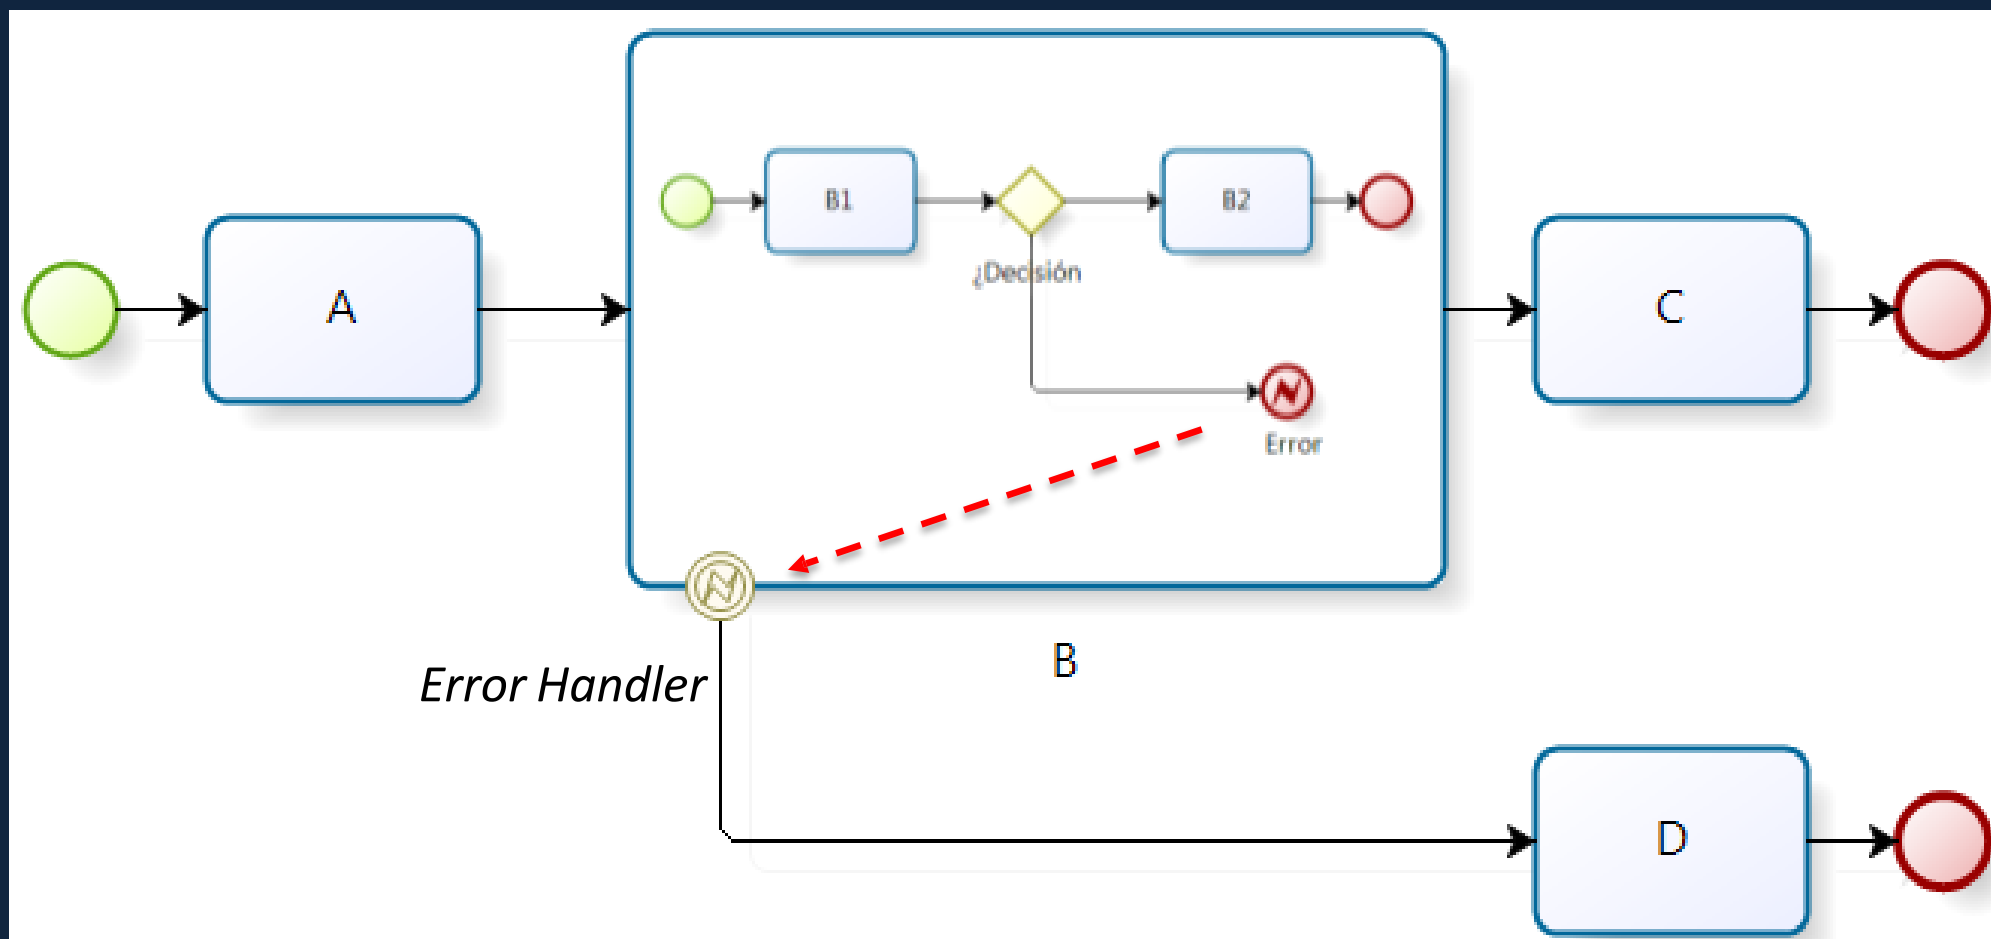 B1
B2
¿Decisión
A
C
Error
B
Error Handler
D